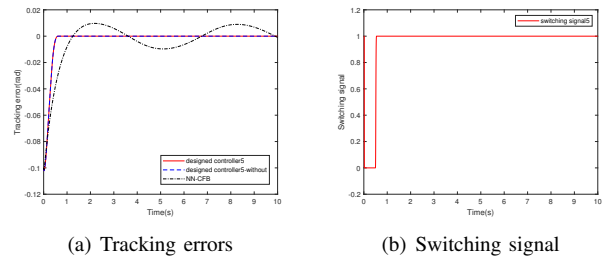 0.02
0
-0.02
-0.04
-0.06
-0.08
-0.1
-0.12
Tracking error(rad)
designed controller5
designed controller5-without
NN-CFB
0 1 2 3 4 5 6 7 8 9 10
Time(s)
(a) Tracking errors
1.2
1
0.8
0.6
0.4
0.2
0
-0.2
Switching signal
switching signal5
0 1 2 3 4 5 6 7 8 9 10
Time(s)
(b) Switching signal